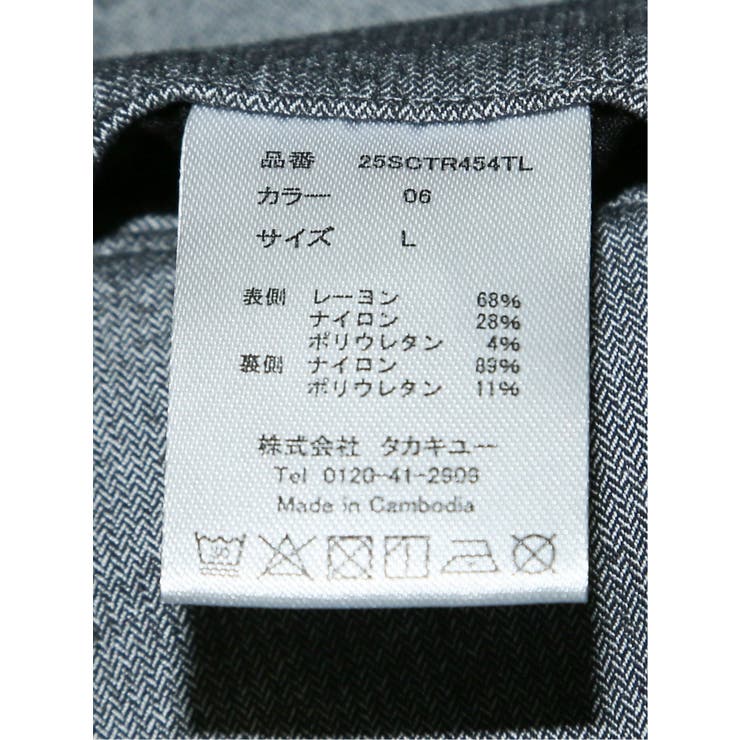 品番 25SCTR454TL
カラー 06
サイズ L
表側 レーヨン 68%
ナイロン 28%
ポリウレタン 4%
裏側 ナイロン 89%
ポリウレタン 11%
株式会社 タカキユー
Tel 0120-41-2909
Made in Cambodia